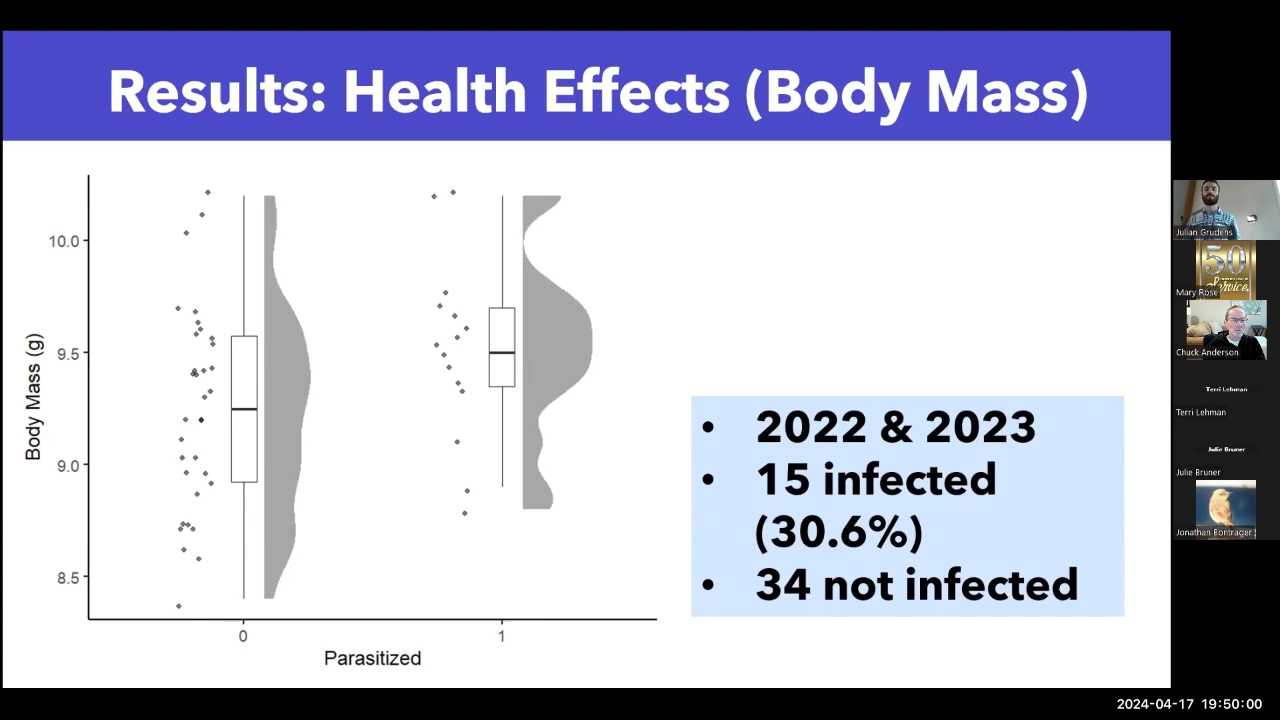 Results: Health Effects (Body Mass)
10.0
9.5
9.0
8.5
Body Mass (g)
0
1
Parasitized
• 2022 & 2023
• 15 infected
(30.6%)
• 34 not infected
Julian Grudens
50
Service
Mary Rose
Chuck Anderson
Terri Lehman
Terri Lehman
Julie Bruner
Julie Bruner
Jonathan Bontrager
2024-04-17 19:50:00